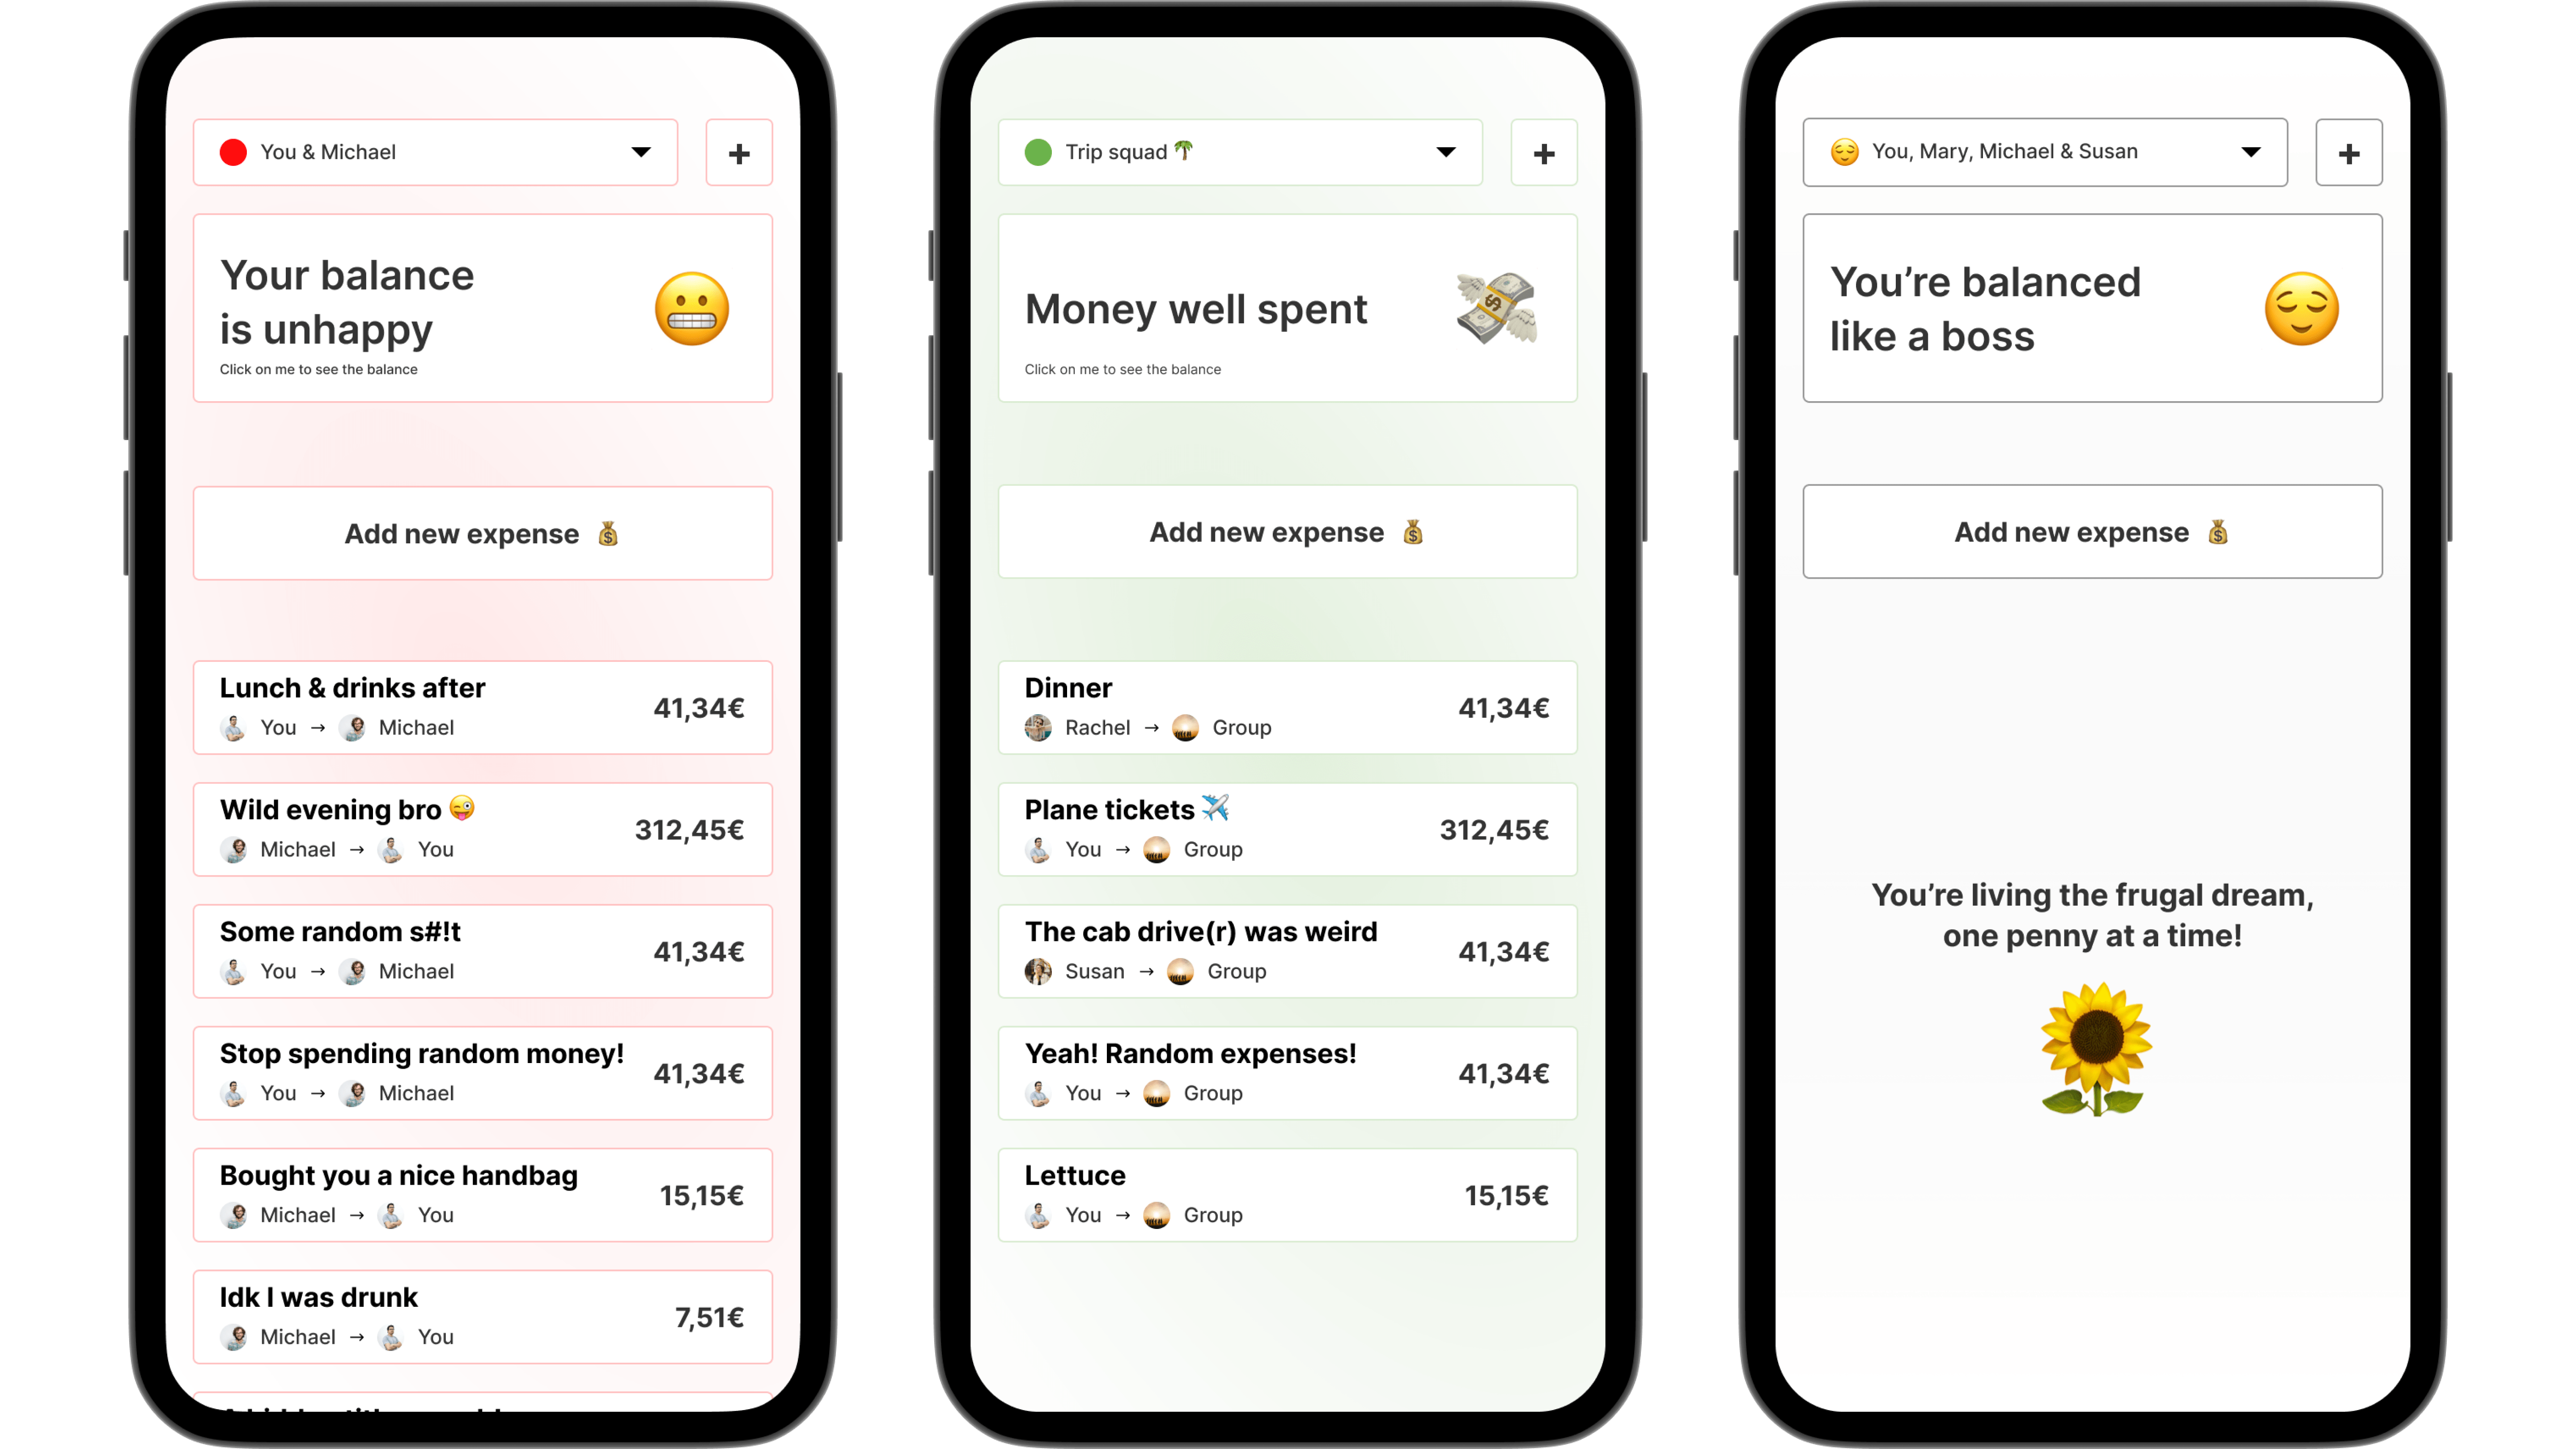 You & Michael
+
Your balance
is unhappy
Click on me to see the balance
Add new expense 💰
Lunch & drinks after
41,34€
You → Michael
Wild evening bro 😜
312,45€
Michael → You
Some random s#!t
41,34€
You → Michael
Stop spending random money!
41,34€
You → Michael
Bought you a nice handbag
15,15€
Michael → You
Idk I was drunk
7,51€
Michael → You
Trip squad 🌴
+
Money well spent
Click on me to see the balance
Add new expense 💰
Dinner
41,34€
Rachel → Group
Plane tickets ✈️
312,45€
You → Group
The cab drive(r) was weird
41,34€
Susan → Group
Yeah! Random expenses!
41,34€
You → Group
Lettuce
15,15€
You → Group
You, Mary, Michael & Susan
+
You’re balanced
like a boss
Add new expense 💰
You’re living the frugal dream,
one penny at a time!